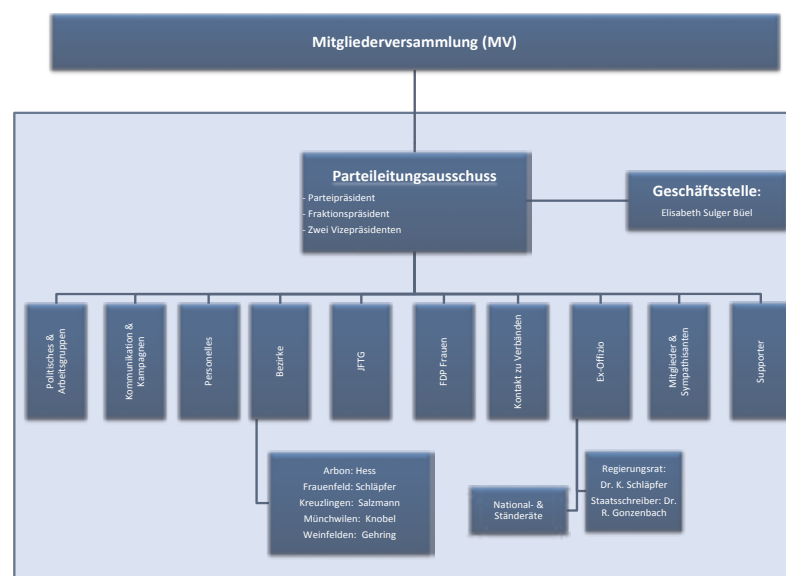 Mitgliederversammlung (MV)
Parteileitungsausschuss
- Parteipräsident
- Fraktionspräsident
- Zwei Vizepräsidenten
Geschäftsstelle:
Elisabeth Sulger Büel
Politisches &
Arbeitsgruppen
Kommunikation &
Kampagnen
Personelles
Bezirke
JFTG
FDP Frauen
Kontakt zu Verbänden
Ex-Offizio
Mitglieder &
Sympathisanten
Supporter
Arbon: Hess
Frauenfeld: Schläpfer
Kreuzlingen: Salzmann
Münchwilen: Knobel
Weinfelden: Gehring
National- &
Ständeräte
Regierungsrat:
Dr. K. Schläpfer
Staatsschreiber: Dr.
R. Gonzenbach